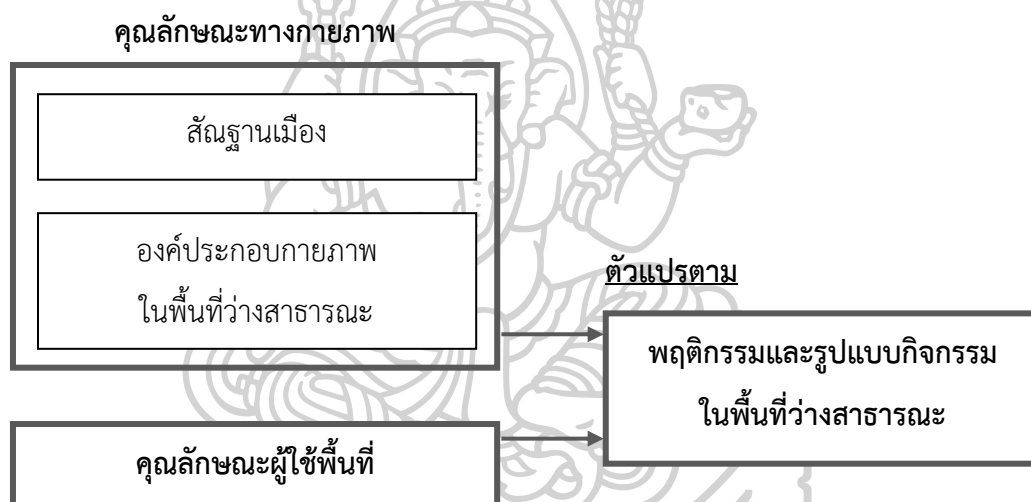 คุณลักษณะทางกายภาพ
สัณฐานเมือง
องค์ประกอบกายภาพ
ในพื้นที่ว่างสาธารณะ
ตัวแปรตาม
พฤติกรรมและรูปแบบกิจกรรม
ในพื้นที่ว่างสาธารณะ
คุณลักษณะผู้ใช้พื้นที่